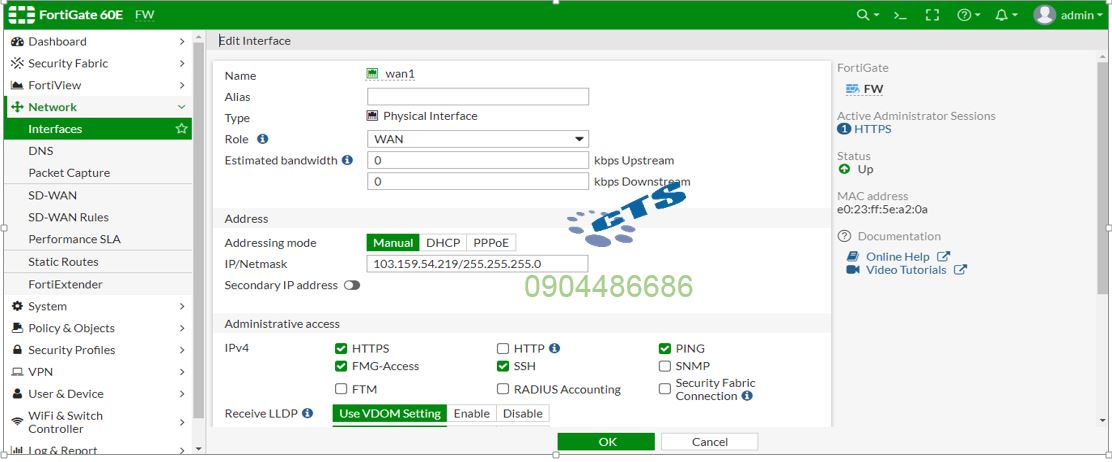 FortiGate 60E FW
admin
Dashboard
Security Fabric
FortiView
Network
Interfaces
DNS
Packet Capture
SD-WAN
SD-WAN Rules
Performance SLA
Static Routes
FortiExtender
System
Policy & Objects
Security Profiles
VPN
User & Device
WiFi & Switch
Controller
Log & Report
Edit Interface
Name wan1
Alias
Type Physical Interface
Role WAN
Estimated bandwidth 0 kbps Upstream
0 kbps Downstream
Address
Addressing mode Manual DHCP PPPoE
IP/Netmask 103.159.54.219/255.255.255.0
Secondary IP address
Administrative access
IPv4 HTTPS HTTP PING
FMG-Access SSH SNMP
FTM RADIUS Accounting Security Fabric
Connection
Receive LLDP Use VDOM Setting Enable Disable
OK Cancel
FortiGate
FW
Active Administrator Sessions
1 HTTPS
Status
Up
MAC address
e0:23:ff:5e:a2:0a
Documentation
Online Help
Video Tutorials
GTS
0904486686